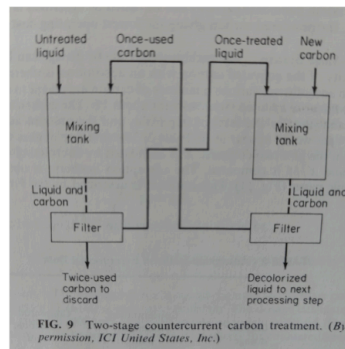 Untreated
liquid
Once-used
carbon
Once-treated
liquid
New
carbon
Mixing
tank
Mixing
tank
Liquid and
carbon
Liquid and
carbon
Filter
Filter
Twice-used
carbon to
discard
Decolorized
liquid to next
processing step
FIG. 9 Two-stage countercurrent carbon treatment. (By
permission, ICI United States, Inc.)